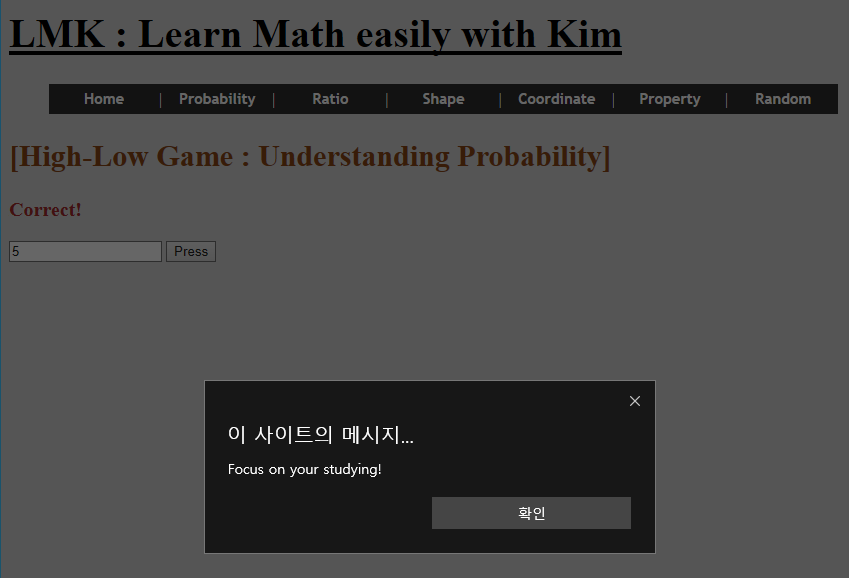 LMK : Learn Math easily with Kim
Home | Probability | Ratio | Shape | Coordinate | Property | Random
[High-Low Game : Understanding Probability]
Correct!
5 Press
이 사이트의 메시지...
Focus on your studying!
확인